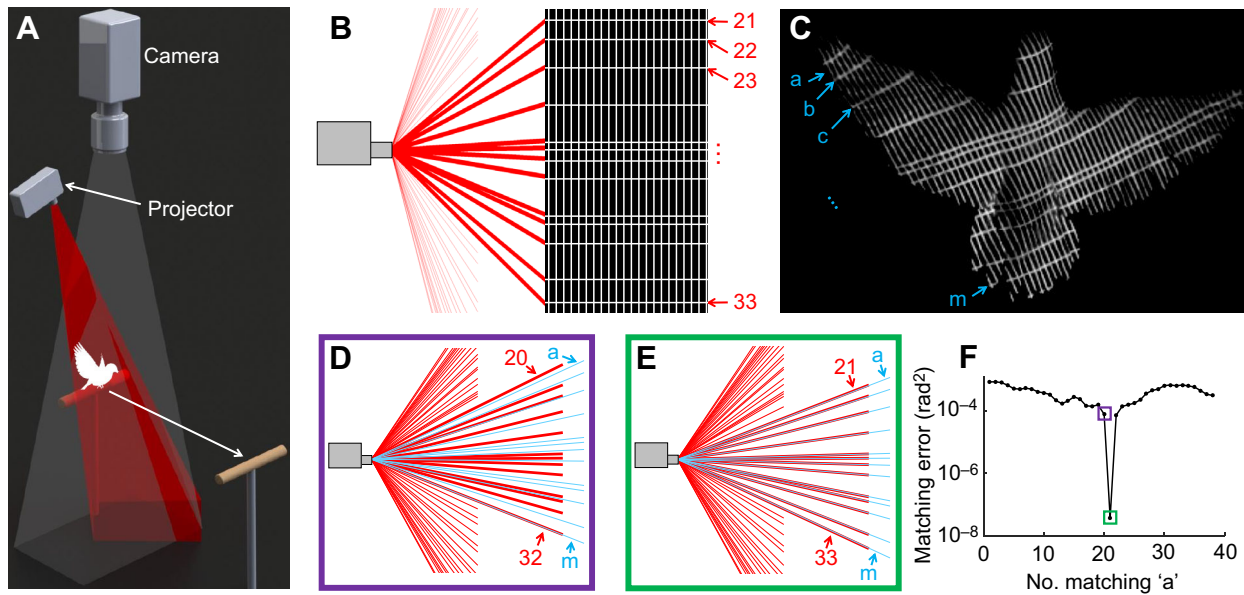 A
Camera
Projector
B
21
22
23
⋮
33
C
a
b
c
⋮
m
D
20
a
32
m
E
21
a
33
m
F
Matching error (rad²)
10⁻⁴
10⁻⁶
10⁻⁸
0 10 20 30 40
No. matching ‘a’